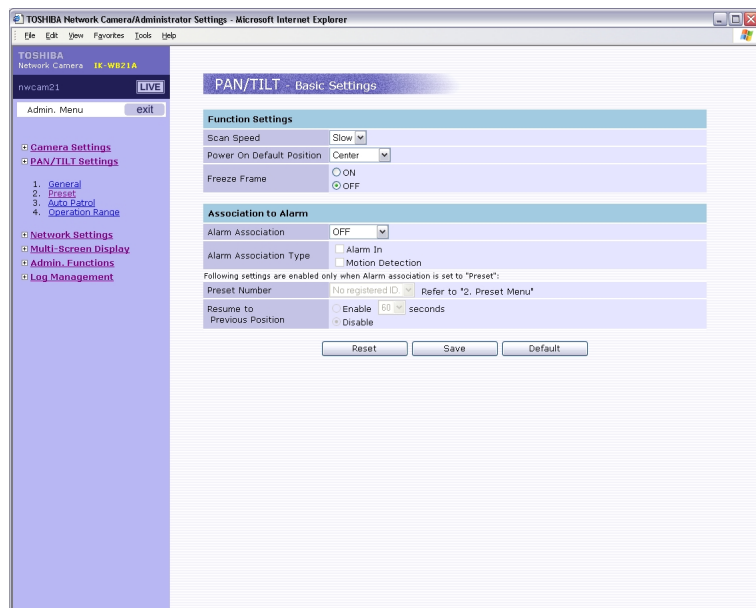 TOSHIBA Network Camera/Administrator Settings - Microsoft Internet Explorer
File Edit View Favorites Tools Help
TOSHIBA
Network Camera IK-WB21A
nwcam21 LIVE
Admin. Menu exit
Camera Settings
PAN/TILT Settings
1. General
2. Preset
3. Auto Patrol
4. Operation Range
Network Settings
Multi-Screen Display
Admin. Functions
Log Management
PAN/TILT - Basic Settings
Function Settings
Scan Speed Slow
Power On Default Position Center
Freeze Frame ON
OFF
Association to Alarm
Alarm Association OFF
Alarm Association Type Alarm In
Motion Detection
Following settings are enabled only when Alarm association is set to "Preset":
Preset Number No registered ID. Refer to "2. Preset Menu"
Resume to Enable 60 seconds
Previous Position Disable
Reset Save Default